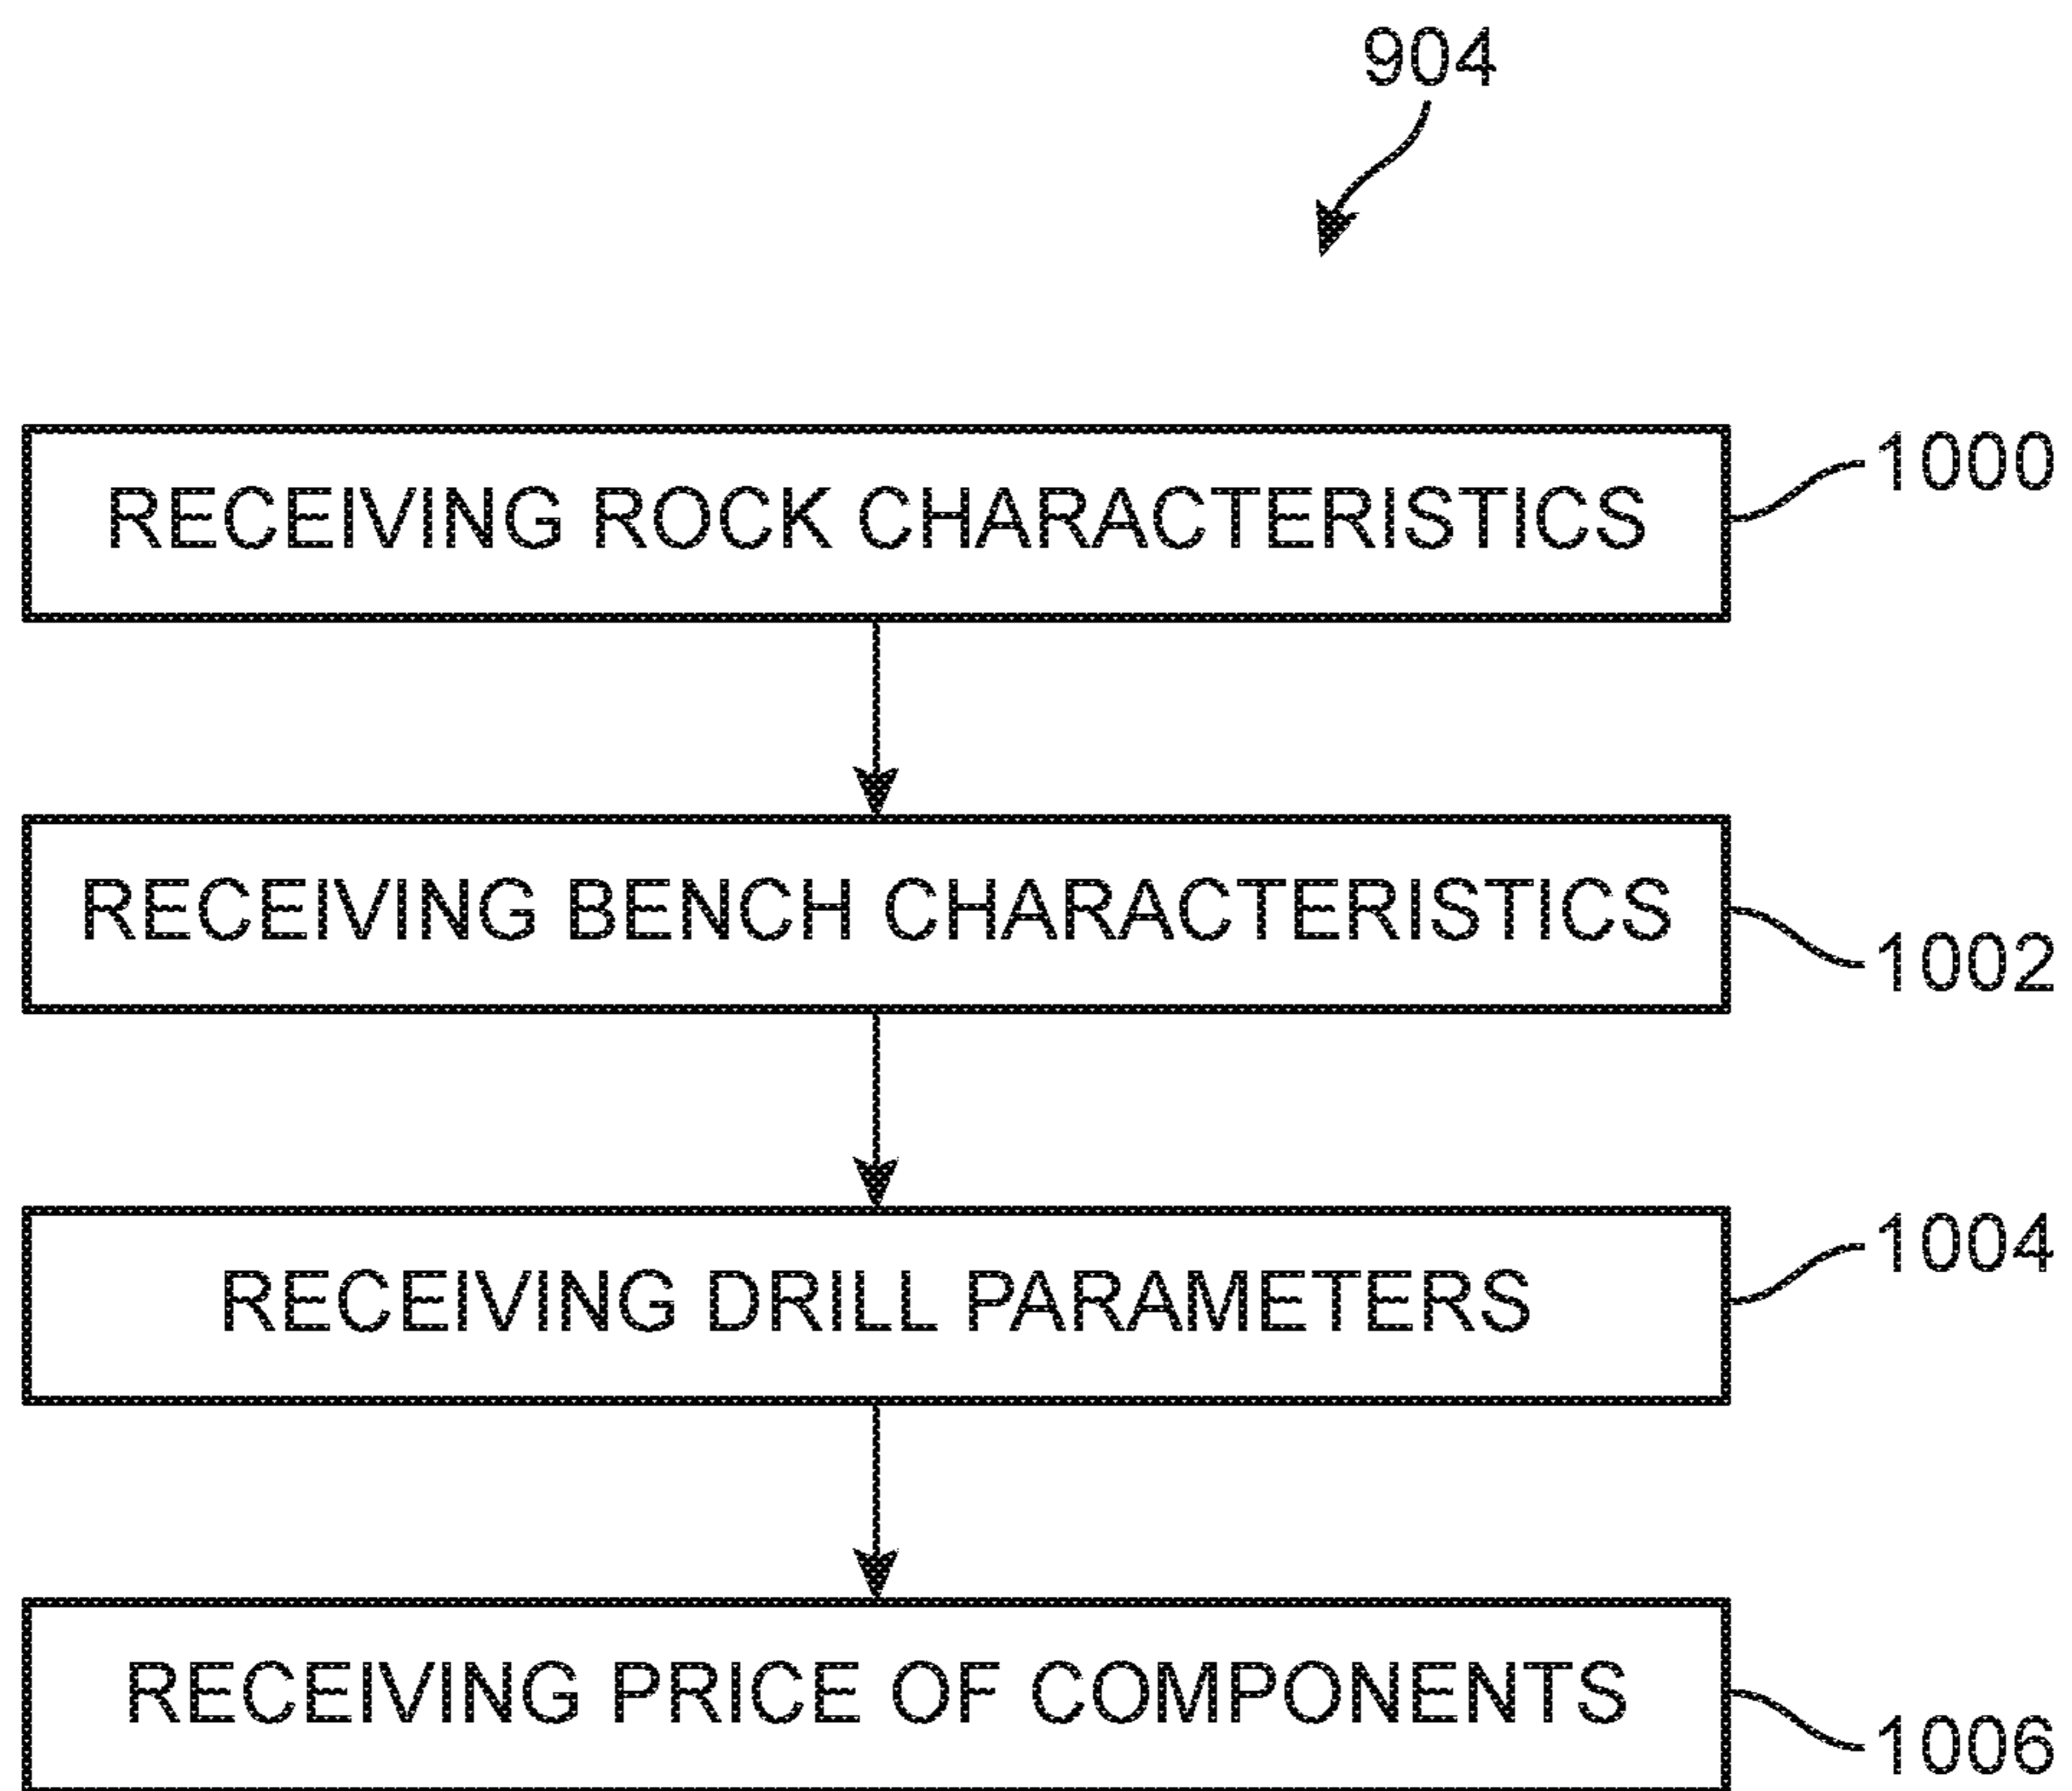 904
RECEIVING ROCK CHARACTERISTICS
1000
RECEIVING BENCH CHARACTERISTICS
1002
RECEIVING DRILL PARAMETERS
1004
RECEIVING PRICE OF COMPONENTS
1006